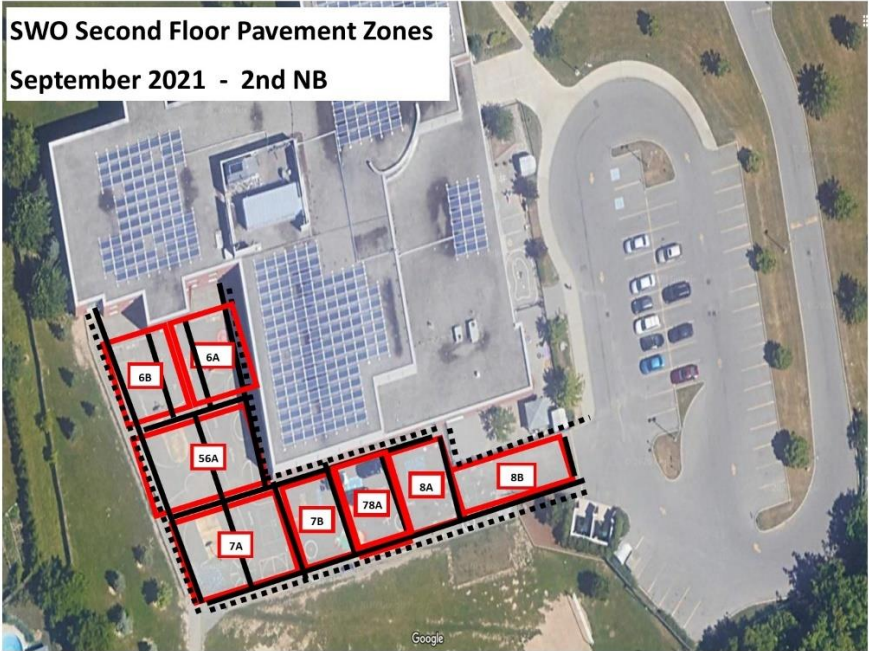 SWO Second Floor Pavement Zones
September 2021 - 2nd NB
6A
6B
56A
8A
8B
78A
7B
7A
Google